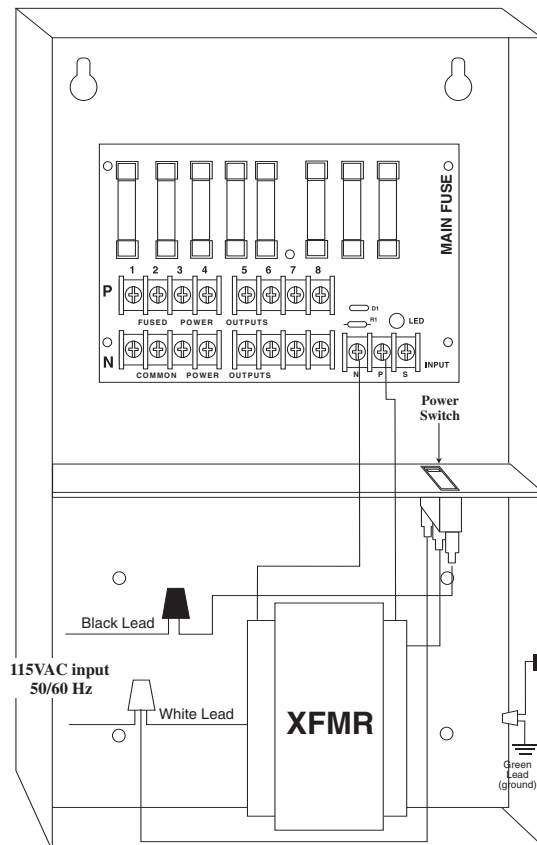 MAIN FUSE
1 2 3 4 5 6 7 8
P
FUSED POWER OUTPUTS
D1
R1
LED
N
COMMON POWER OUTPUTS
N P S
INPUT
Power
Switch
Black Lead
115VAC input
50/60 Hz
White Lead
XFMR
Green
Lead
(ground)